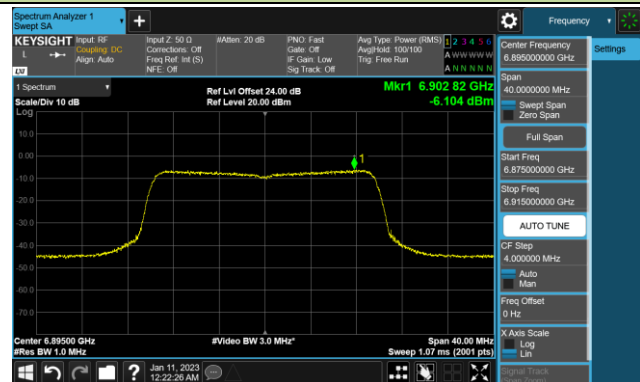 Spectrum Analyzer 1
Swept SA
Frequency
KEYSIGHT
L
LXI
Input: RF
Coupling: DC
Align: Auto
Input Z: 50 Ω
Corrections: Off
Freq Ref: Int (S)
NFE: Off
#Atten: 20 dB
PNO: Fast
Gate: Off
IF Gain: Low
Sig Track: Off
Avg Type: Power (RMS)
Avg|Hold: 100/100
Trig: Free Run
1 2 3 4 5 6
A W W W W W
A N N N N N
Center Frequency
6.895000000 GHz
Settings
1 Spectrum
Scale/Div 10 dB
Log
Ref Lvl Offset 24.00 dB
Ref Level 20.00 dBm
Mkr1 6.902 82 GHz
-6.104 dBm
Span
40.0000000 MHz
Swept Span
Zero Span
Full Span
Start Freq
6.875000000 GHz
Stop Freq
6.915000000 GHz
AUTO TUNE
CF Step
4.000000 MHz
Auto
Man
Freq Offset
0 Hz
X Axis Scale
Log
Lin
Signal Track
(Span Zoom)
10.0
0.00
-10.0
-20.0
-30.0
-40.0
-50.0
-60.0
-70.0
1
Center 6.89500 GHz
#Res BW 1.0 MHz
#Video BW 3.0 MHz*
Span 40.00 MHz
Sweep 1.07 ms (2001 pts)
?
Jan 11, 2023
12:22:26 AM